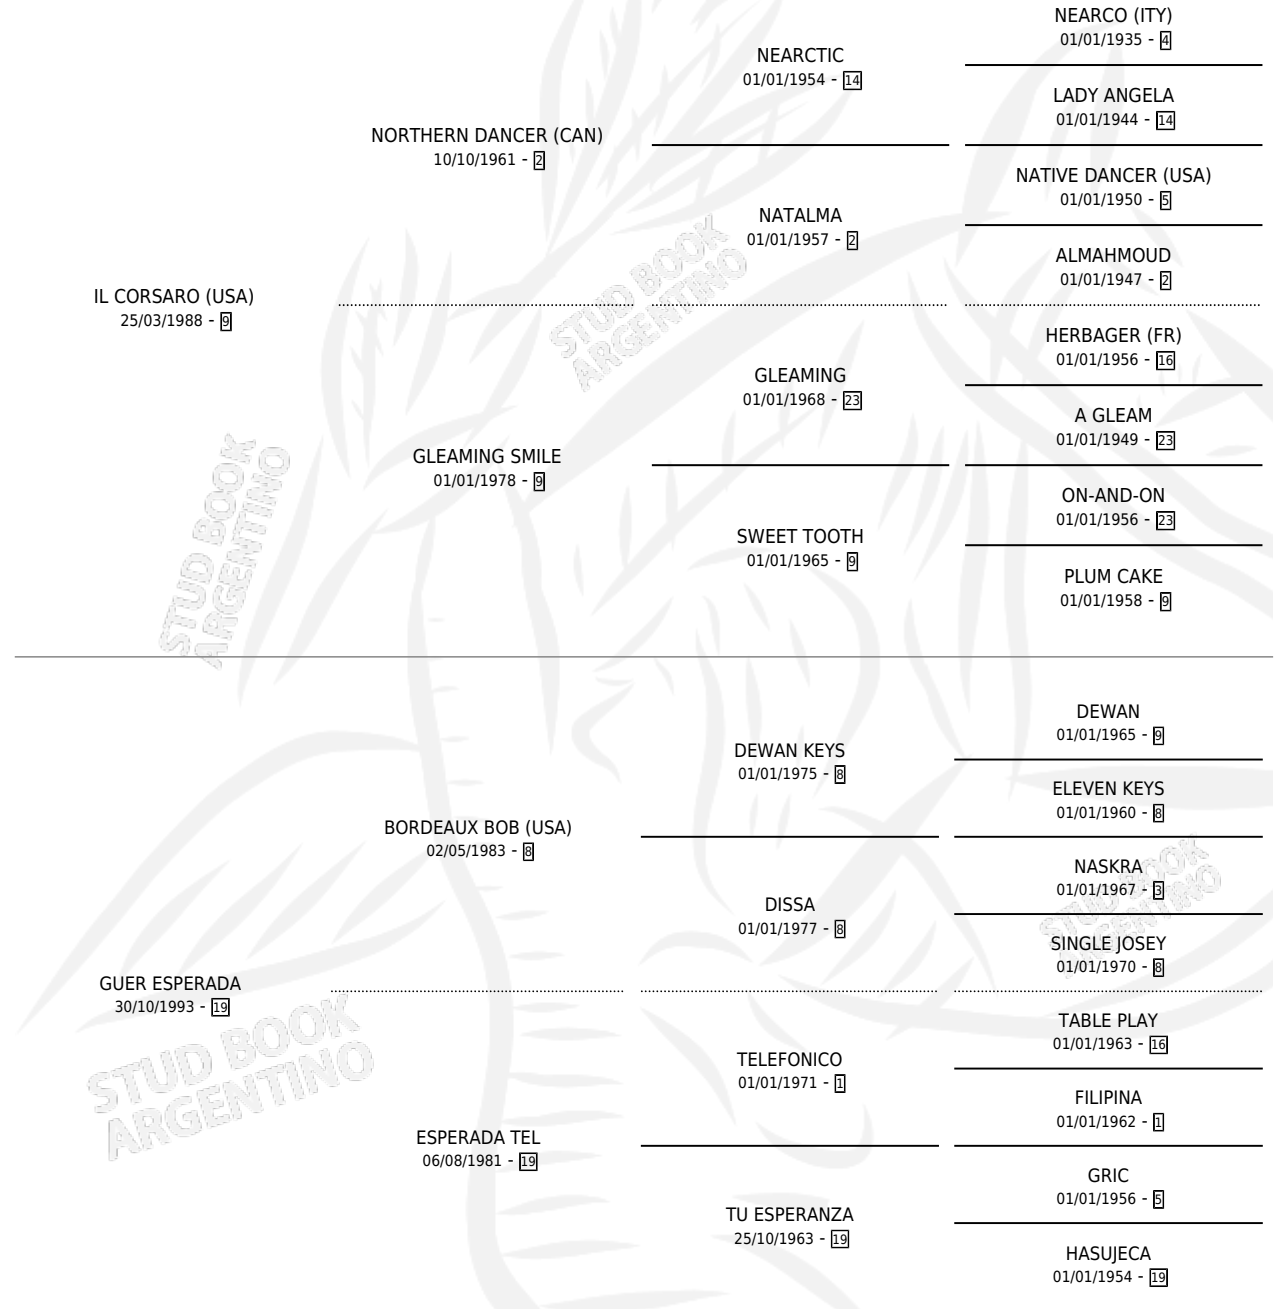 IL CORSARO (USA)
25/03/1988 - 9
NORTHERN DANCER (CAN)
10/10/1961 - 2
NEARCTIC
01/01/1954 - 14
NEARCO (ITY)
01/01/1935 - 4
LADY ANGELA
01/01/1944 - 14
NATALMA
01/01/1957 - 2
NATIVE DANCER (USA)
01/01/1950 - 5
ALMAHMOUD
01/01/1947 - 2
GLEAMING SMILE
01/01/1978 - 9
GLEAMING
01/01/1968 - 23
HERBAGER (FR)
01/01/1956 - 16
A GLEAM
01/01/1949 - 23
SWEET TOOTH
01/01/1965 - 9
ON-AND-ON
01/01/1956 - 23
PLUM CAKE
01/01/1958 - 9
GUER ESPERADA
30/10/1993 - 19
BORDEAUX BOB (USA)
02/05/1983 - 8
DEWAN KEYS
01/01/1975 - 8
DEWAN
01/01/1965 - 9
ELEVEN KEYS
01/01/1960 - 8
DISSA
01/01/1977 - 8
NASKRA
01/01/1967 - 3
SINGLE JOSEY
01/01/1970 - 8
ESPERADA TEL
06/08/1981 - 19
TELEFONICO
01/01/1971 - 1
TABLE PLAY
01/01/1963 - 16
FILIPINA
01/01/1962 - 1
TU ESPERANZA
25/10/1963 - 19
GRIC
01/01/1956 - 5
HASUJECA
01/01/1954 - 19
STUD BOOK
ARGENTINO
STUD BOOK
ARGENTINO
STUD BOOK
ARGENTINO
STUD BOOK
ARGENTINO